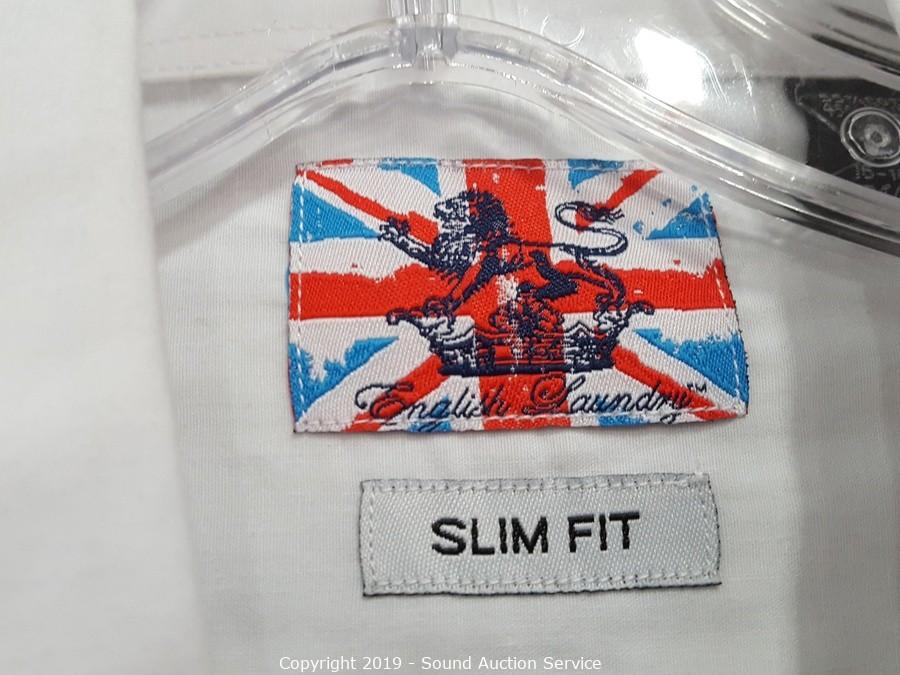 English Laundry™
SLIM FIT
Copyright 2019 - Sound Auction Service